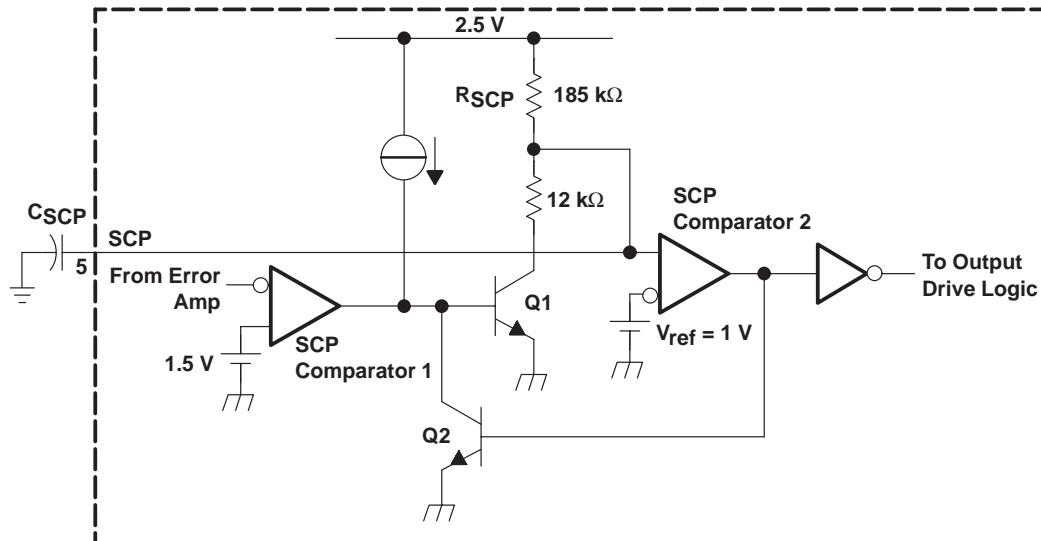 2.5 V
RSCP
185 kΩ
12 kΩ
CSCP
SCP
5
SCP
Comparator 2
From Error
Amp
Q1
To Output
Drive Logic
Vref = 1 V
1.5 V
SCP
Comparator 1
Q2